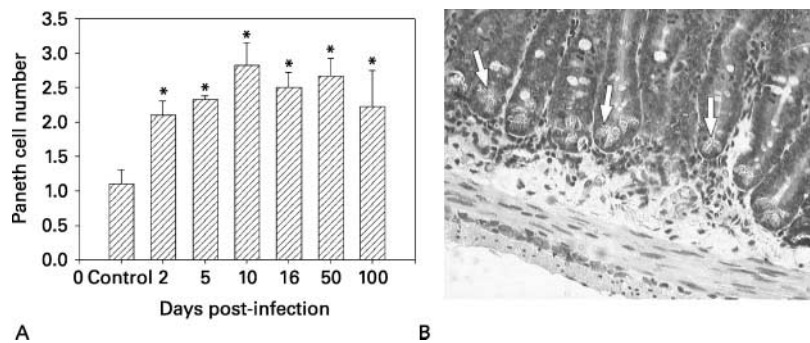 3.5
3.0
2.5
2.0
1.5
1.0
0.5
0.0
Paneth cell number
* * * * * *
0 Control 2 5 10 16 50 100
Days post-infection
A B